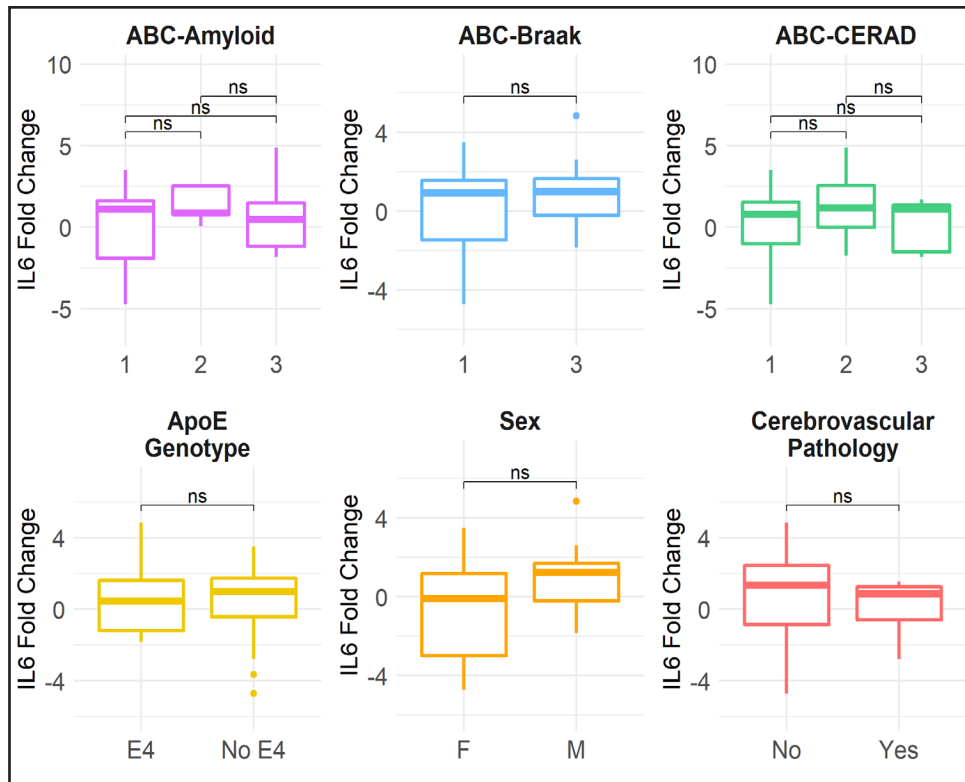 ABC-Amyloid
IL6 Fold Change
10
5
0
-5
ns
ns
ns
1 2 3
ABC-Braak
IL6 Fold Change
4
0
-4
ns
1 3
ABC-CERAD
IL6 Fold Change
10
5
0
-5
ns
ns
ns
1 2 3
ApoE
Genotype
IL6 Fold Change
4
0
-4
ns
E4 No E4
Sex
IL6 Fold Change
4
0
-4
ns
F M
Cerebrovascular
Pathology
IL6 Fold Change
4
0
-4
ns
No Yes